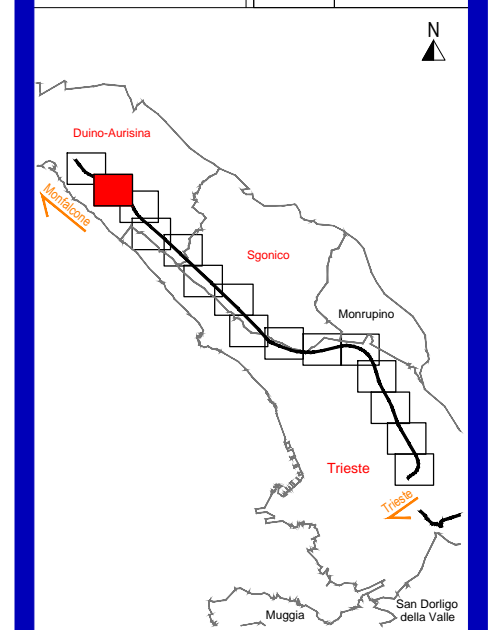 N
Duino-Aurisina
Monfalcone
Sgonico
Monrupino
Trieste
Trieste
San Dorligo
della Valle
Muggia